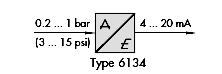 0.2 ... 1 bar
4 ... 20 mA
(3 ... 15 psi)
A
E
Type 6134